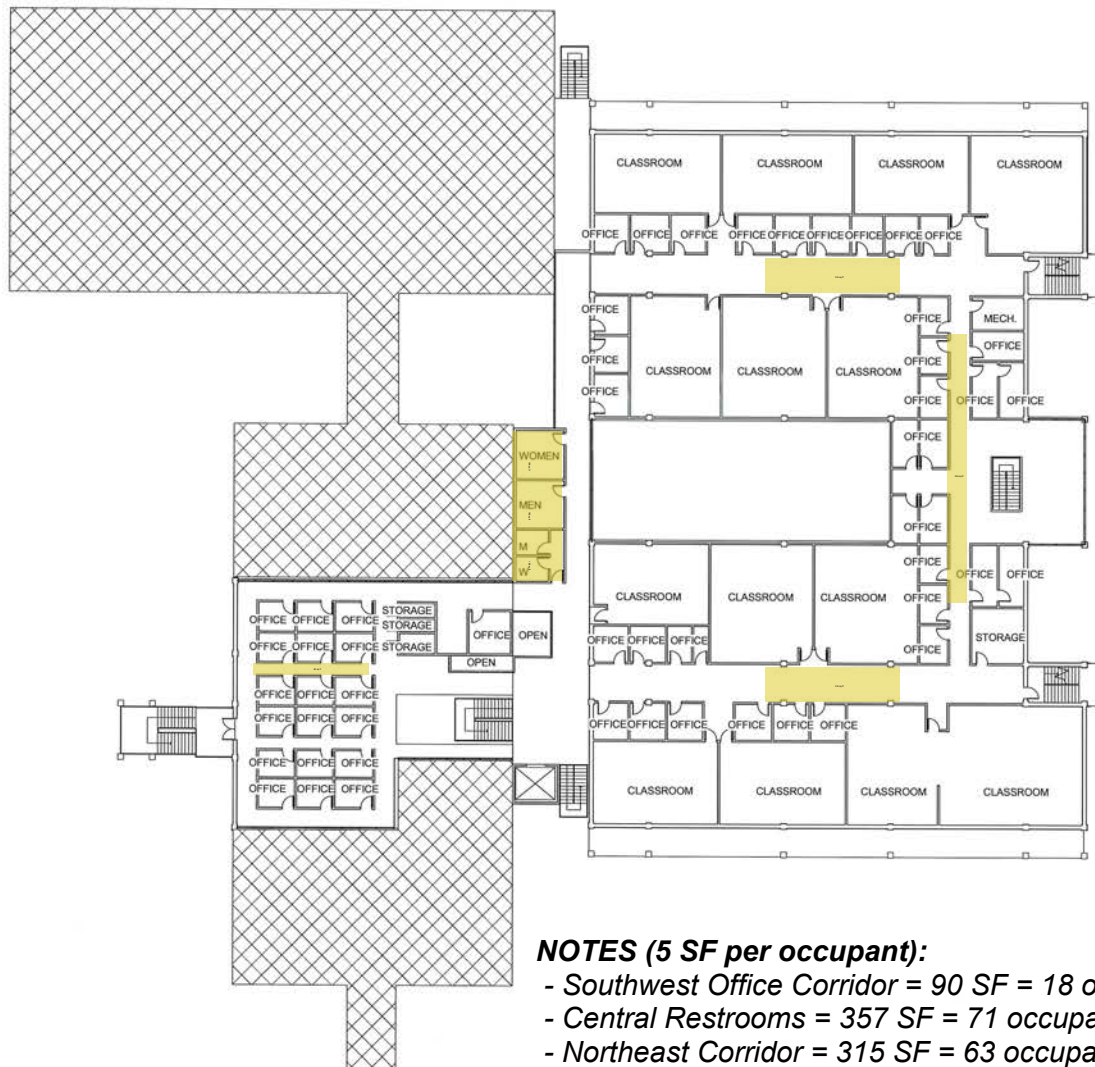 CLASSROOM CLASSROOM CLASSROOM CLASSROOM
OFFICE OFFICE OFFICE OFFICE OFFICE OFFICE OFFICE OFFICE OFFICE
OFFICE OFFICE MECH.
OFFICE
OFFICE OFFICE
CLASSROOM CLASSROOM CLASSROOM
OFFICE OFFICE OFFICE OFFICE
OFFICE
WOMEN
MEN
OFFICE
M
W OFFICE OFFICE OFFICE
CLASSROOM CLASSROOM CLASSROOM OFFICE
STORAGE
OFFICE OFFICE OFFICE
STORAGE
OFFICE OPEN STORAGE
OFFICE OFFICE OFFICE STORAGE OFFICE OFFICE OFFICE OFFICE
OPEN
OFFICE OFFICE OFFICE
OFFICE OFFICE OFFICE OFFICE OFFICE OFFICE OFFICE OFFICE OFFICE
OFFICE OFFICE OFFICE
OFFICE OFFICE OFFICE CLASSROOM CLASSROOM CLASSROOM CLASSROOM
NOTES (5 SF per occupant):
- Southwest Office Corridor = 90 SF = 18 o
- Central Restrooms = 357 SF = 71 occupa
- Northeast Corridor = 315 SF = 63 occupa